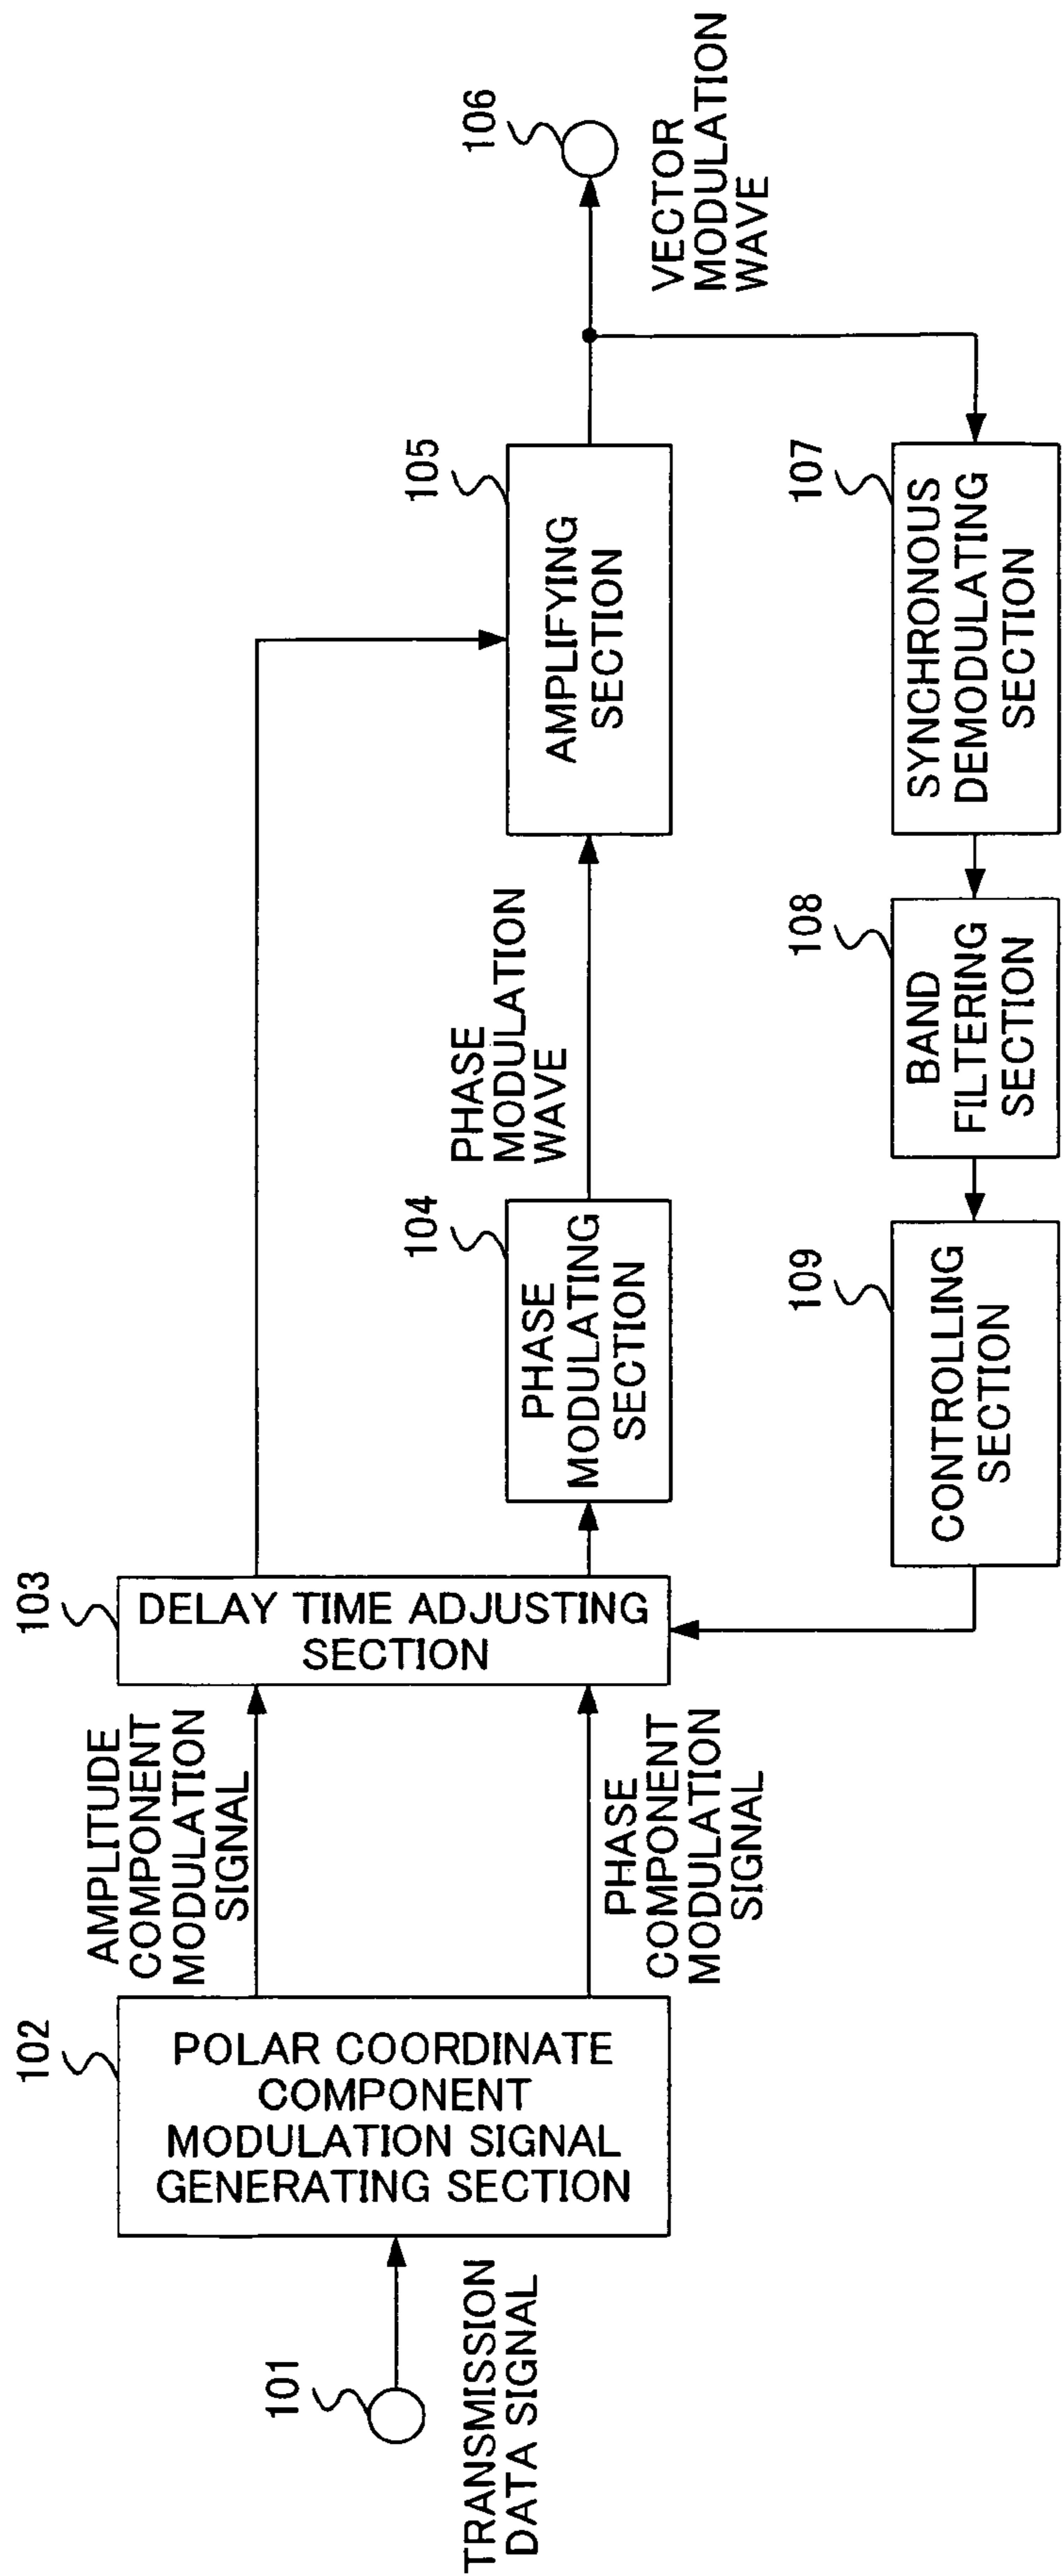 101
TRANSMISSION
DATA SIGNAL
102
POLAR COORDINATE
COMPONENT
MODULATION SIGNAL
GENERATING SECTION
AMPLITUDE
COMPONENT
MODULATION
SIGNAL
PHASE
COMPONENT
MODULATION
SIGNAL
103
DELAY TIME ADJUSTING
SECTION
104
PHASE
MODULATING
SECTION
PHASE
MODULATION
WAVE
105
AMPLIFYING
SECTION
106
VECTOR
MODULATION
WAVE
107
SYNCHRONOUS
DEMODULATING
SECTION
108
BAND
FILTERING
SECTION
109
CONTROLLING
SECTION